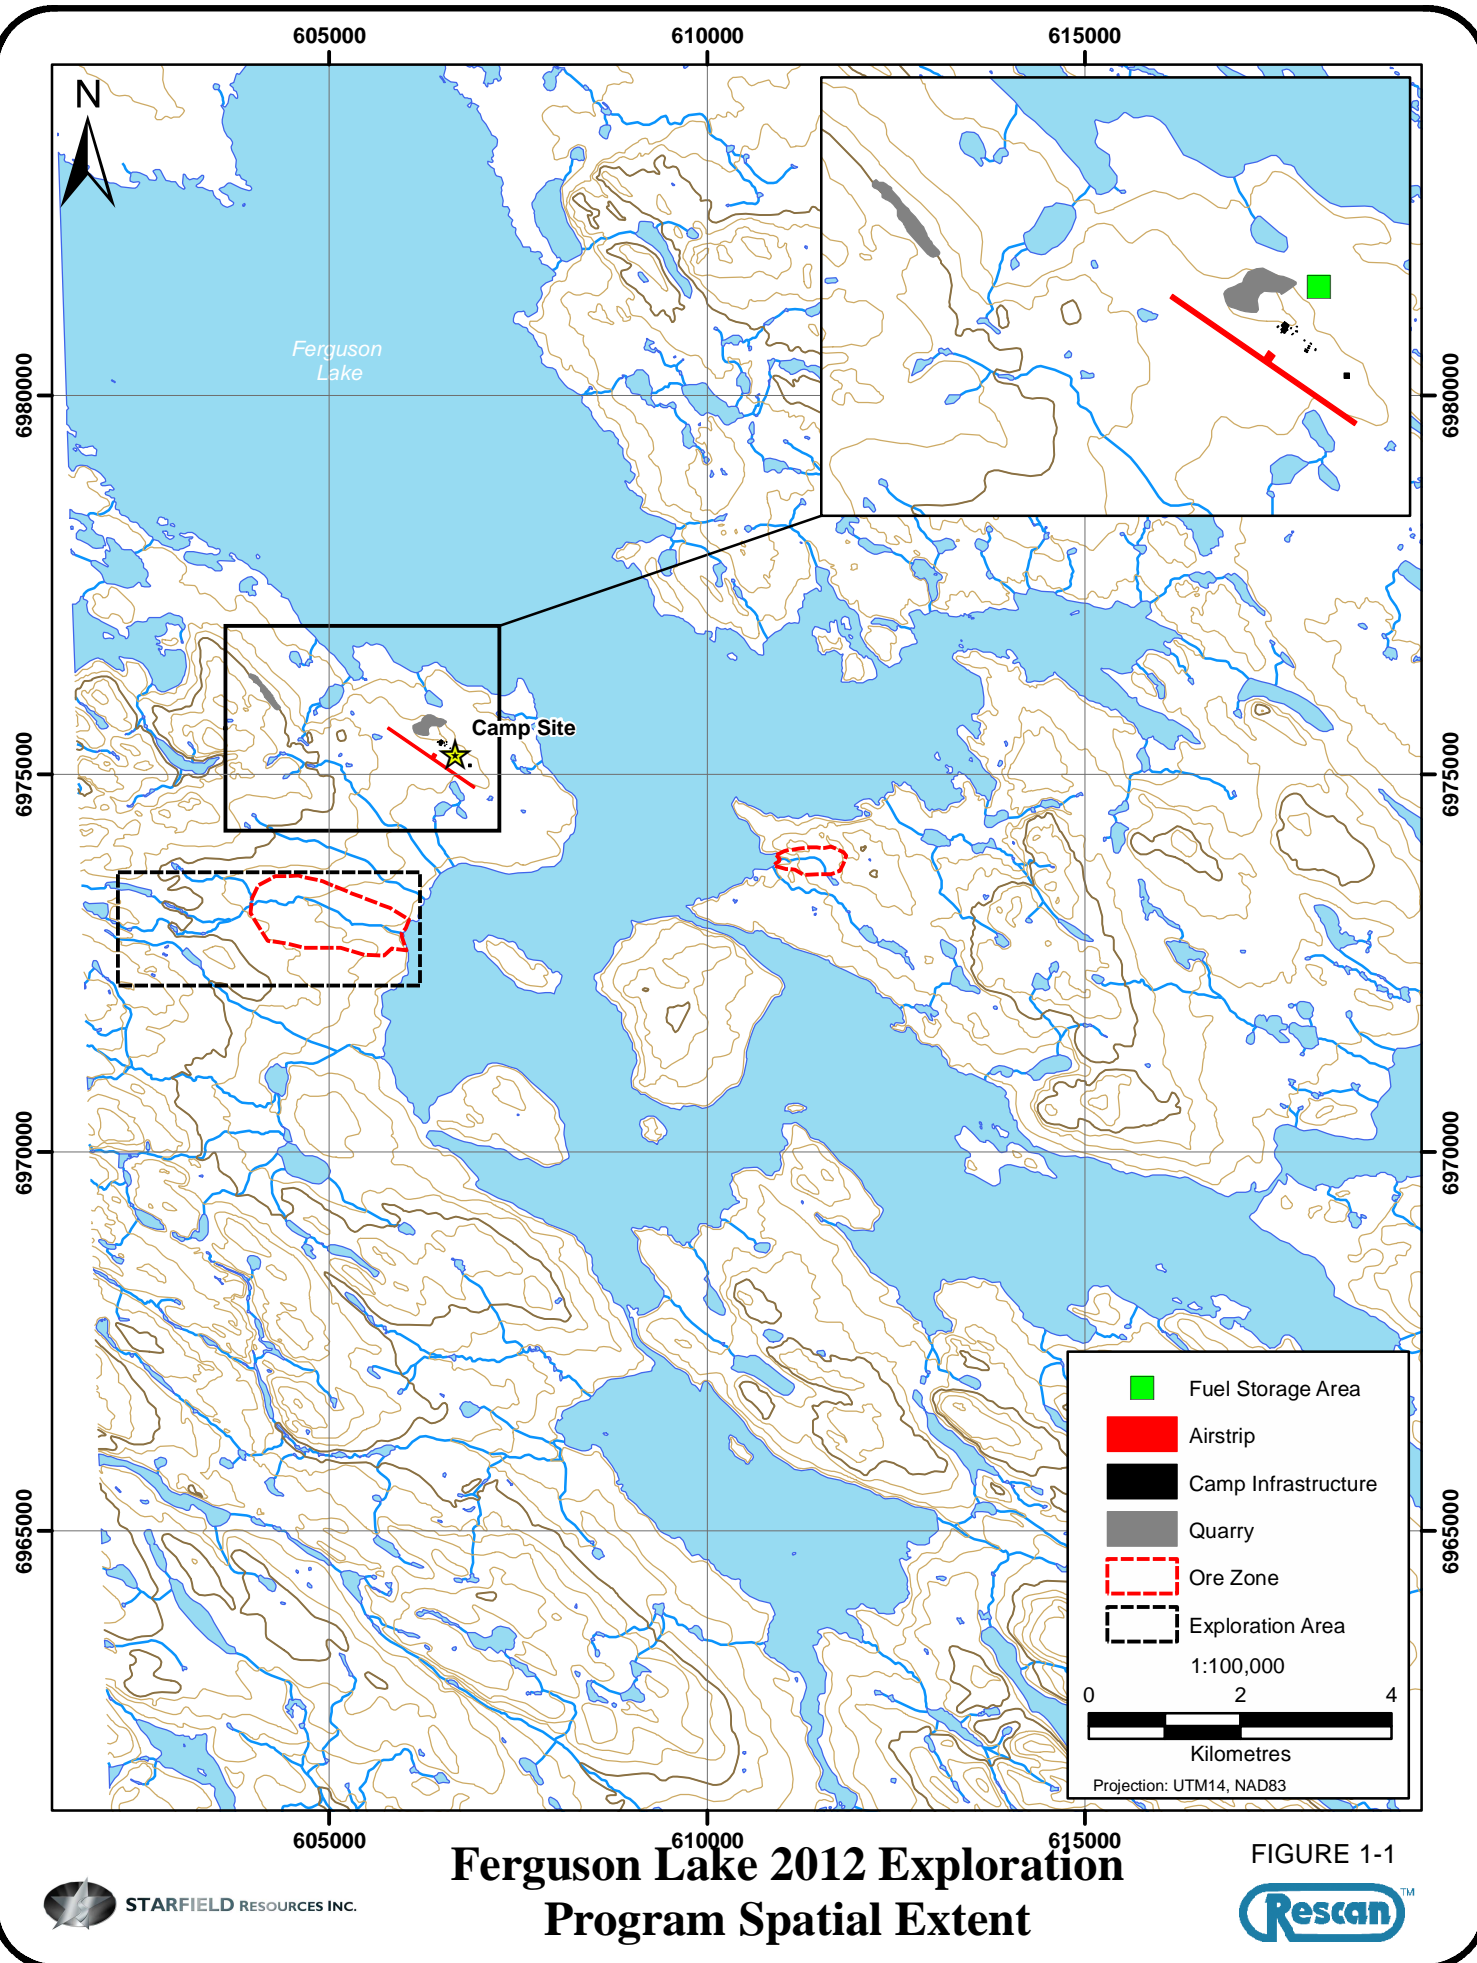 605000
610000
615000
N
Ferguson
Lake
6980000
6980000
Camp Site
6975000
6975000
6970000
6970000
6965000
6965000
Fuel Storage Area
Airstrip
Camp Infrastructure
Quarry
Ore Zone
Exploration Area
1:100,000
0 2 4
Kilometres
Projection: UTM14, NAD83
605000
610000
615000
Ferguson Lake 2012 Exploration
Program Spatial Extent
FIGURE 1-1
STARFIELD RESOURCES INC.
Rescan™